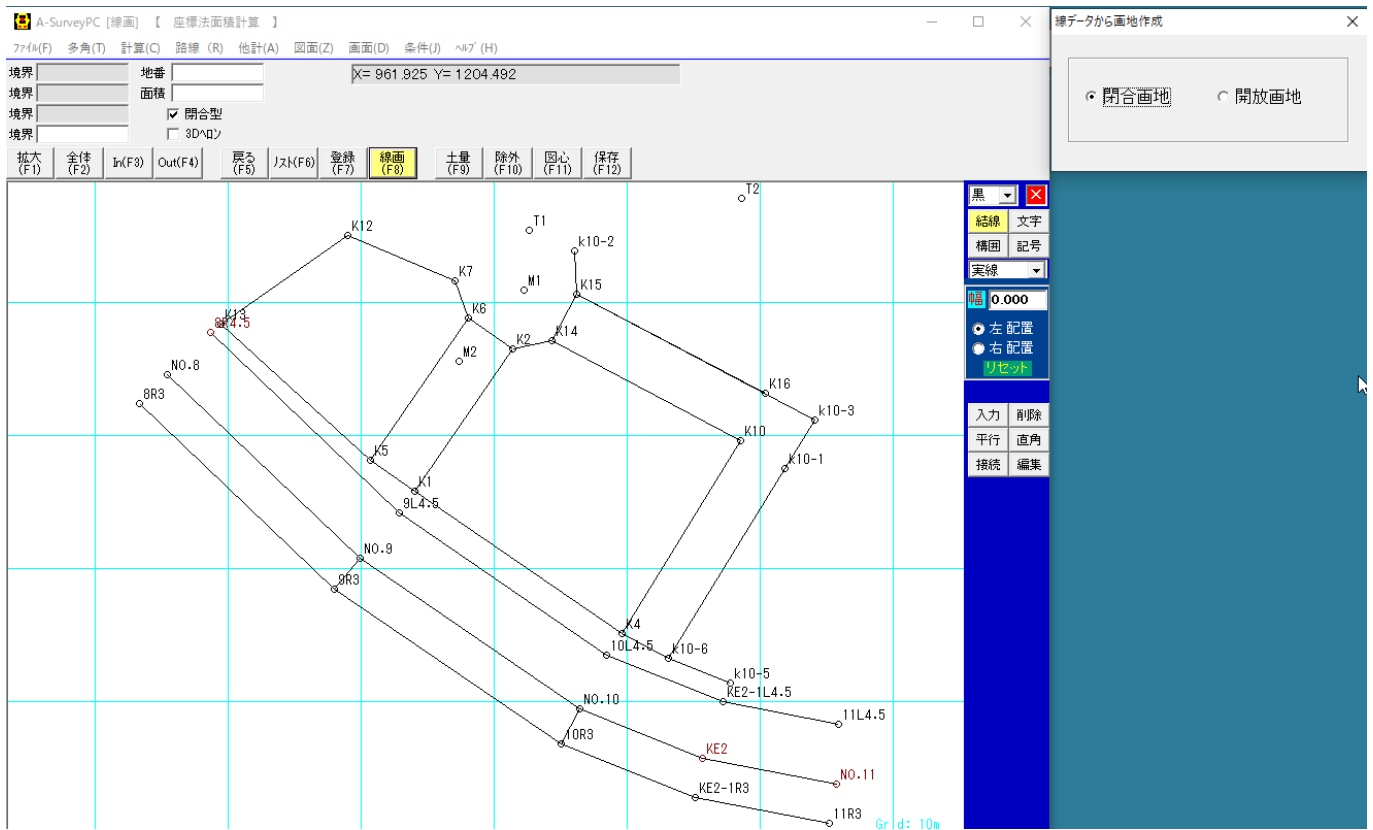 A-SurveyPC [線画] 【 座標法面積計算 】
線データから画地作成
ﾌｧｲﾙ(F) 多角(T) 計算(C) 路線 (R) 他計(A) 図面(Z) 画面(D) 条件(J) ﾍﾙﾌﾟ(H)
境界 地番 X= 961.925 Y= 1204.492
境界 面積
境界 閉合型
境界 3Dﾍﾛﾝ
閉合画地 開放画地
拡大(F1) 全体(F2) In(F3) Out(F4) 戻る(F5) ﾘｽﾄ(F6) 登録(F7) 線画(F8) 土量(F9) 除外(F10) 図心(F11) 保存(F12)
黒
結線 文字
構囲 記号
実線
幅 0.000
左 配置
右 配置
リセット
入力 削除
平行 直角
接続 編集
T2
K12
T1
k10-2
K7
M1
K15
K6
K13
K14
K2
M2
NO.8
K16
8R3
k10-3
K10
K5
k10-1
K1
9L4.5
NO.9
9R3
K4
10L4.5
k10-6
k10-5
KE2-1L4.5
NO.10
11L4.5
10R3
KE2
NO.11
KE2-1R3
11R3
Grid: 10m